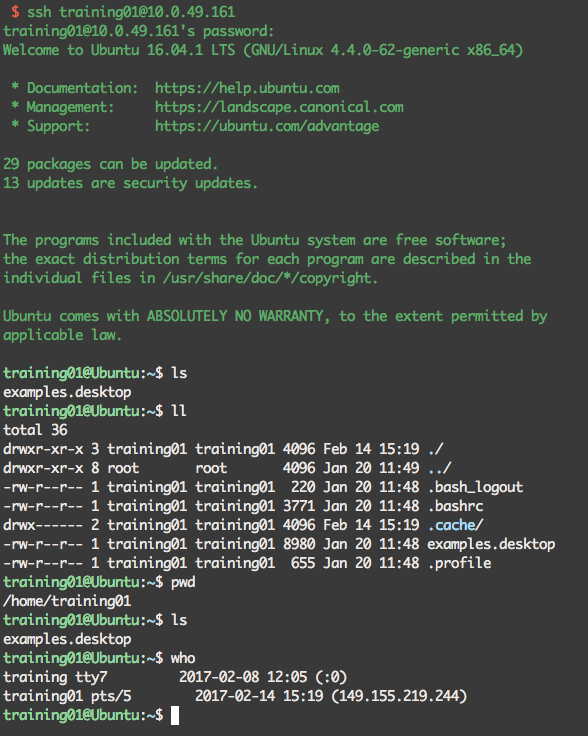 $ ssh training01@10.0.49.161
training01@10.0.49.161's password:
Welcome to Ubuntu 16.04.1 LTS (GNU/Linux 4.4.0-62-generic x86_64)

 * Documentation:  https://help.ubuntu.com
 * Management:     https://landscape.canonical.com
 * Support:        https://ubuntu.com/advantage

29 packages can be updated.
13 updates are security updates.


The programs included with the Ubuntu system are free software;
the exact distribution terms for each program are described in the
individual files in /usr/share/doc/*/copyright.

Ubuntu comes with ABSOLUTELY NO WARRANTY, to the extent permitted by
applicable law.

training01@Ubuntu:~$ ls
examples.desktop
training01@Ubuntu:~$ ll
total 36
drwxr-xr-x 3 training01 training01 4096 Feb 14 15:19 ./
drwxr-xr-x 8 root       root       4096 Jan 20 11:49 ../
-rw-r--r-- 1 training01 training01  220 Jan 20 11:48 .bash_logout
-rw-r--r-- 1 training01 training01 3771 Jan 20 11:48 .bashrc
drwx------ 2 training01 training01 4096 Feb 14 15:19 .cache/
-rw-r--r-- 1 training01 training01 8980 Jan 20 11:48 examples.desktop
-rw-r--r-- 1 training01 training01  655 Jan 20 11:48 .profile
training01@Ubuntu:~$ pwd
/home/training01
training01@Ubuntu:~$ ls
examples.desktop
training01@Ubuntu:~$ who
training tty7         2017-02-08 12:05 (:0)
training01 pts/5        2017-02-14 15:19 (149.155.219.244)
training01@Ubuntu:~$